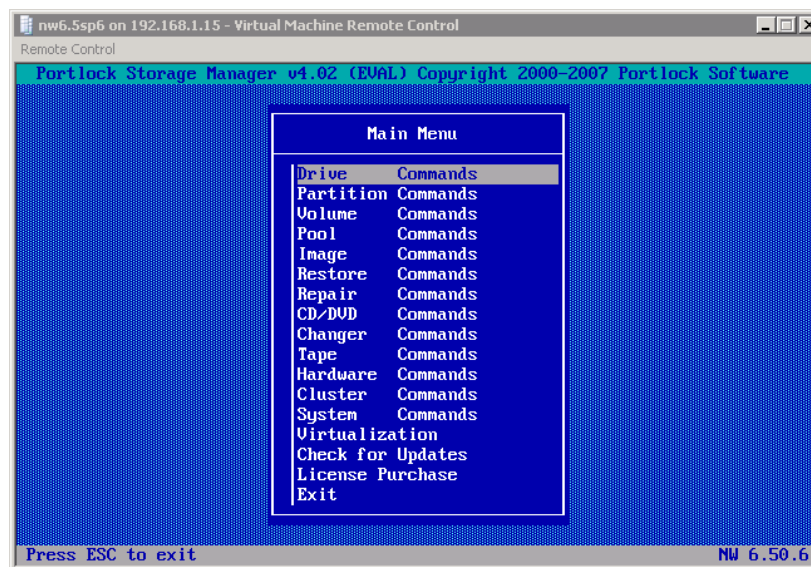 nw6.5sp6 on 192.168.1.15 - Virtual Machine Remote Control
Remote Control
Portlock Storage Manager v4.02 (EVAL) Copyright 2000-2007 Portlock Software
Main Menu
Drive Commands
Partition Commands
Volume Commands
Pool Commands
Image Commands
Restore Commands
Repair Commands
CD/DVD Commands
Changer Commands
Tape Commands
Hardware Commands
Cluster Commands
System Commands
Virtualization
Check for Updates
License Purchase
Exit
Press ESC to exit NW 6.50.6